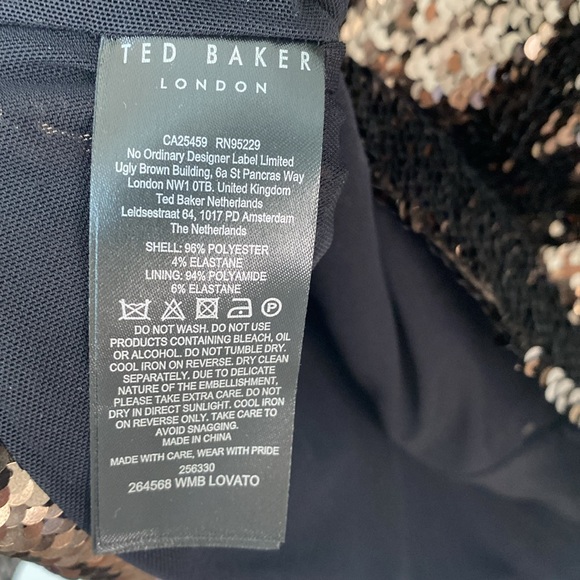 TED BAKER
LONDON
CA25459 RN95229
No Ordinary Designer Label Limited
Ugly Brown Building, 6a St Pancras Way
London NW1 0TB. United Kingdom
Ted Baker Netherlands
Leidsestraat 64, 1017 PD Amsterdam
The Netherlands
SHELL: 96% POLYESTER
4% ELASTANE
LINING: 94% POLYAMIDE
6% ELASTANE
P
DO NOT WASH. DO NOT USE
PRODUCTS CONTAINING BLEACH, OIL
OR ALCOHOL. DO NOT TUMBLE DRY.
COOL IRON ON REVERSE. DRY CLEAN
SEPARATELY. DUE TO DELICATE
NATURE OF THE EMBELLISHMENT,
PLEASE TAKE EXTRA CARE. DO NOT
DRY IN DIRECT SUNLIGHT. COOL IRON
ON REVERSE ONLY. TAKE CARE TO
AVOID SNAGGING.
MADE IN CHINA
MADE WITH CARE, WEAR WITH PRIDE
256330
264568 WMB LOVATO